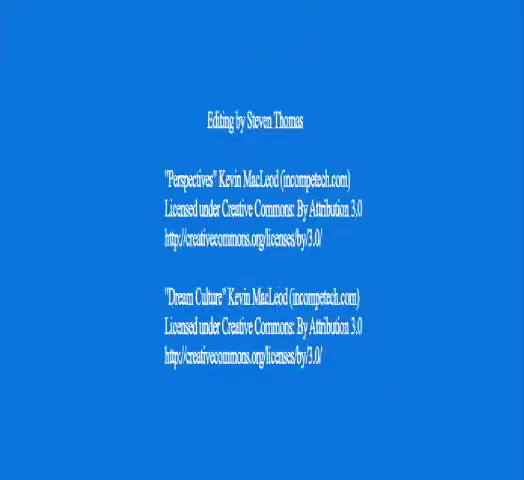 Editing by Steven Thomas
"Perspectives" Kevin MacLeod (incompetech.com)
Licensed under Creative Commons: By Attribution 3.0
http://creativecommons.org/licenses/by/3.0/
"Dream Culture" Kevin MacLeod (incompetech.com)
Licensed under Creative Commons: By Attribution 3.0
http://creativecommons.org/licenses/by/3.0/